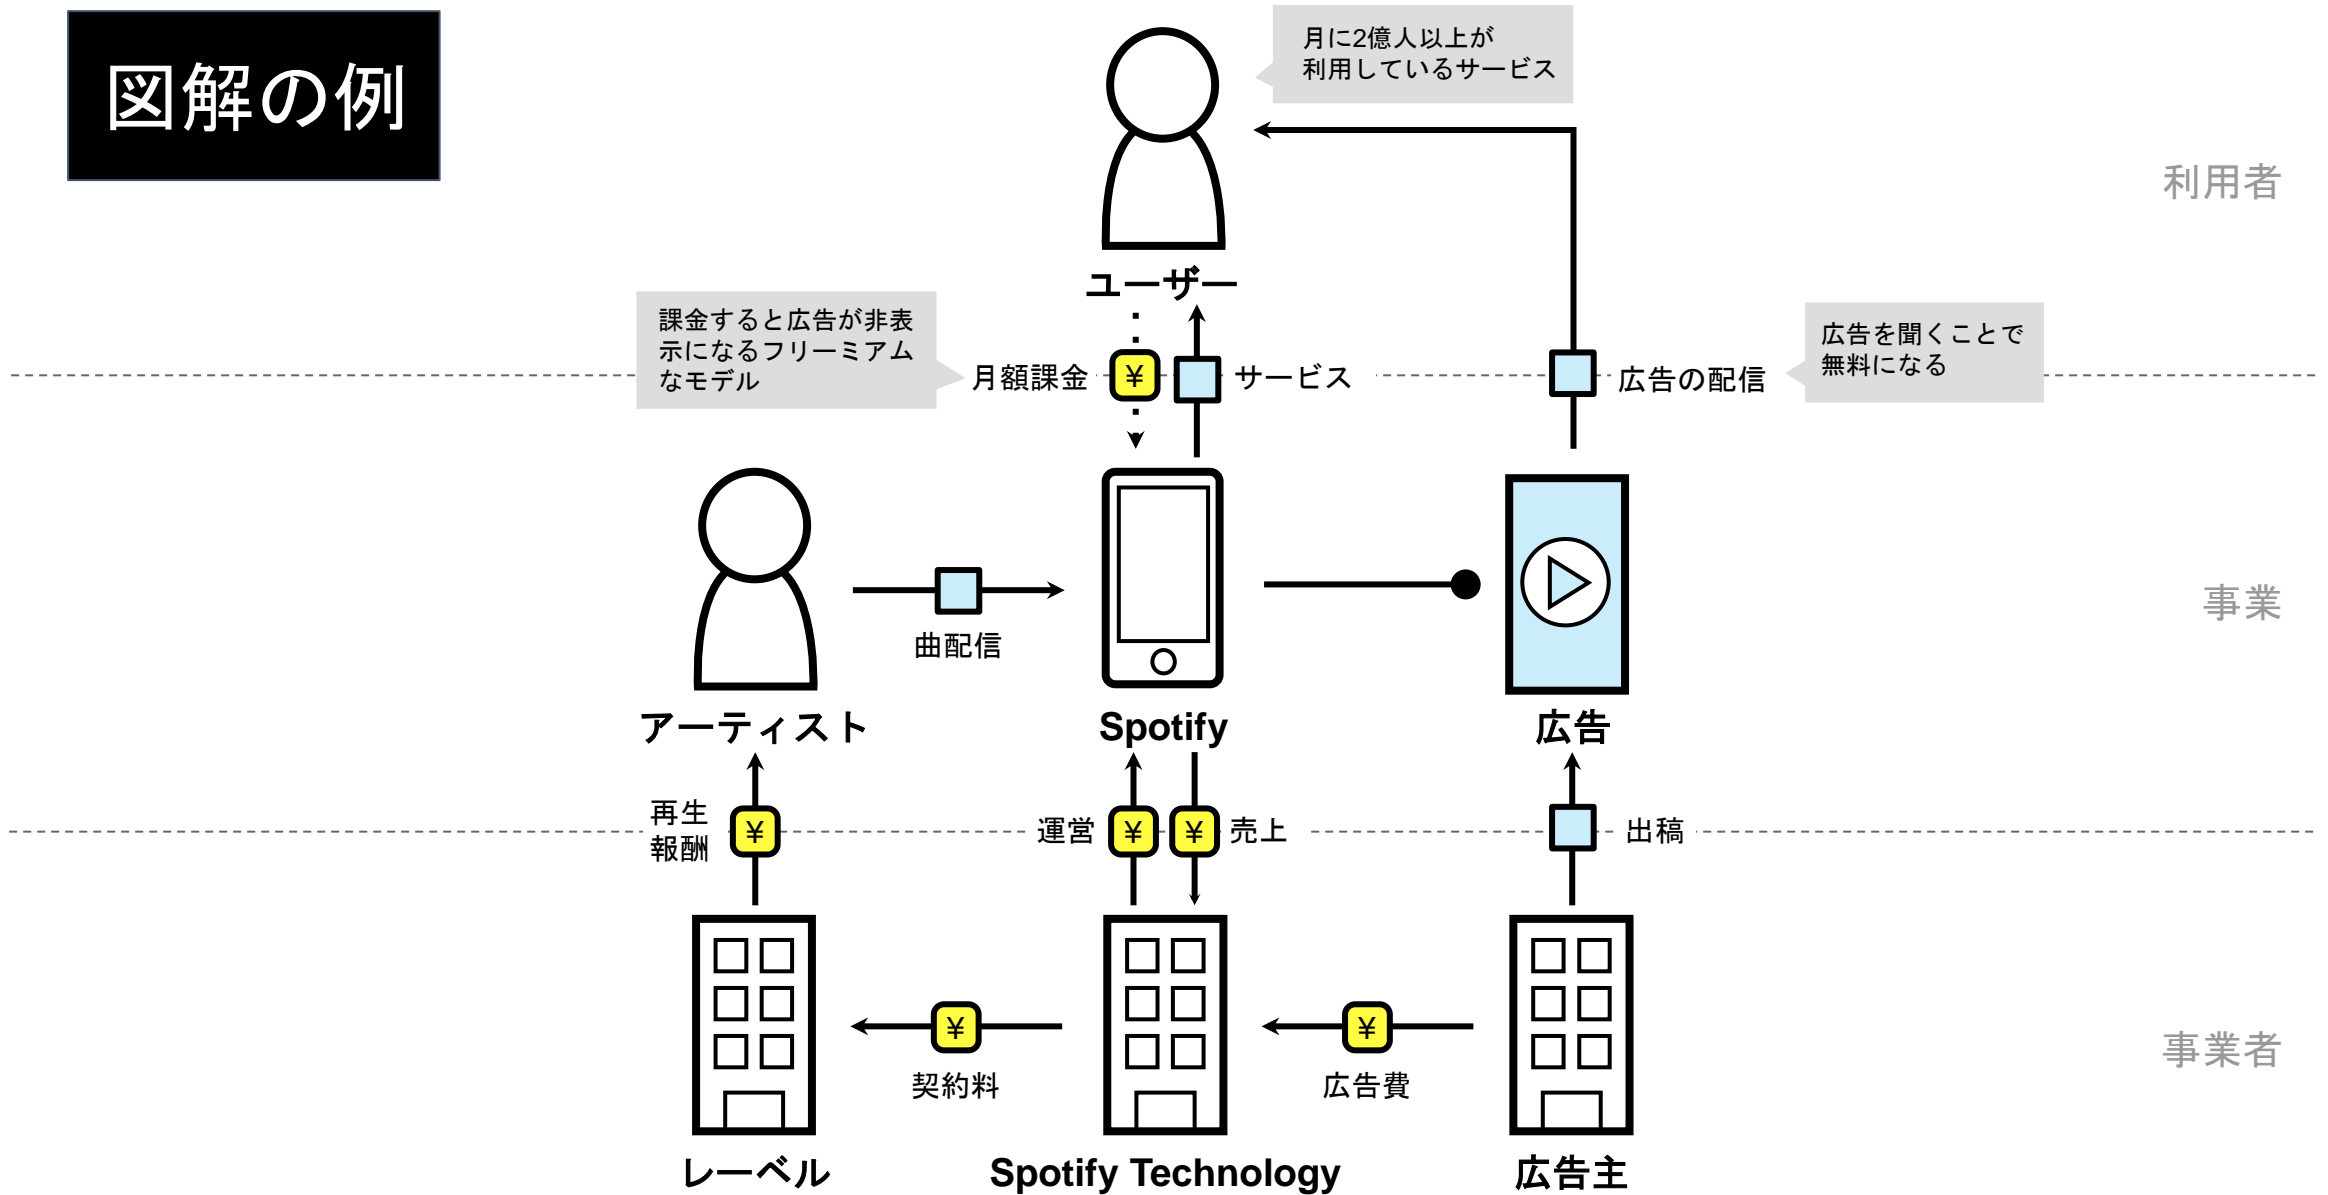 図解の例
月に2億人以上が
利用しているサービス
利用者
ユーザー
課金すると広告が非表
示になるフリーミアム
なモデル
月額課金
¥
サービス
広告の配信
広告を聞くことで
無料になる
曲配信
事業
アーティスト
Spotify
広告
再生
報酬
¥
運営
¥
¥
売上
出稿
¥
契約料
¥
広告費
事業者
レーベル
Spotify Technology
広告主